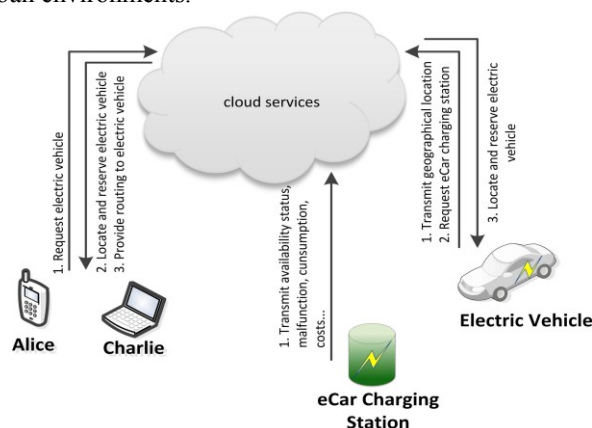 environments.
cloud services
1. Request electric vehicle
2. Locate and reserve electric vehicle
3. Provide routing to electric vehicle
1. Transmit availability status,
malfunction, cunsumption,
costs...
1. Transmit geographical location
2. Request eCar charging station
3. Locate and reserve electric
vehicle
Alice
Charlie
Electric Vehicle
eCar Charging
Station